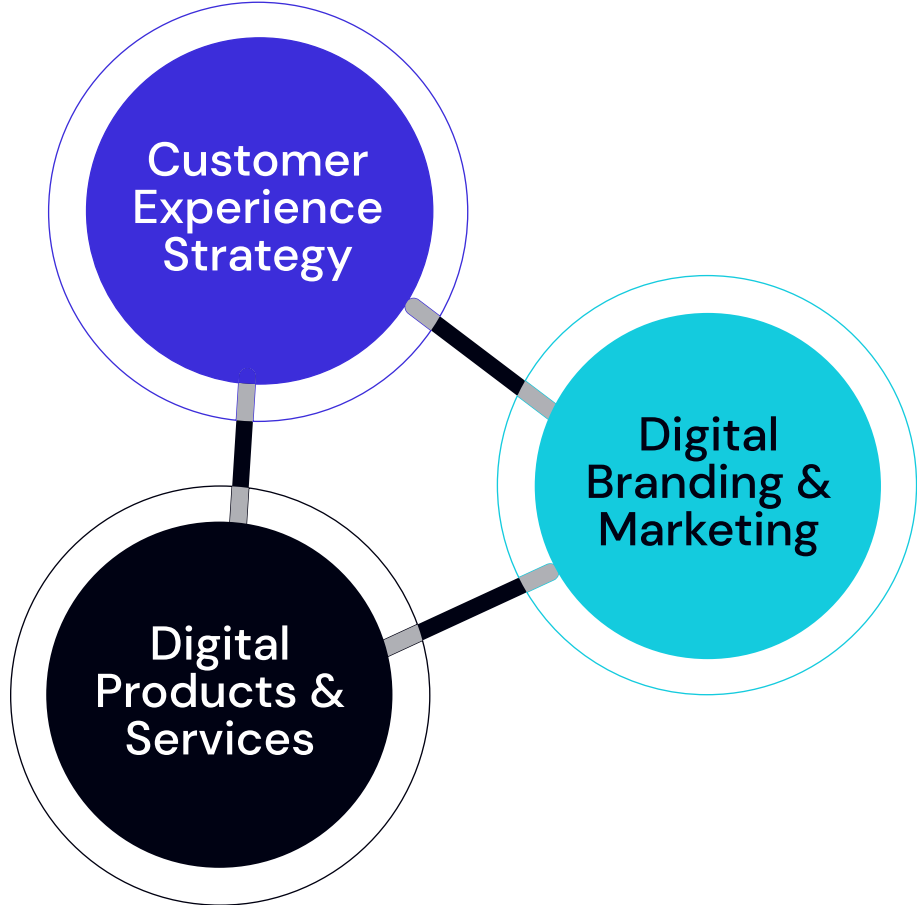 Customer
Experience
Strategy
Digital
Branding &
Marketing
Digital
Products &
Services